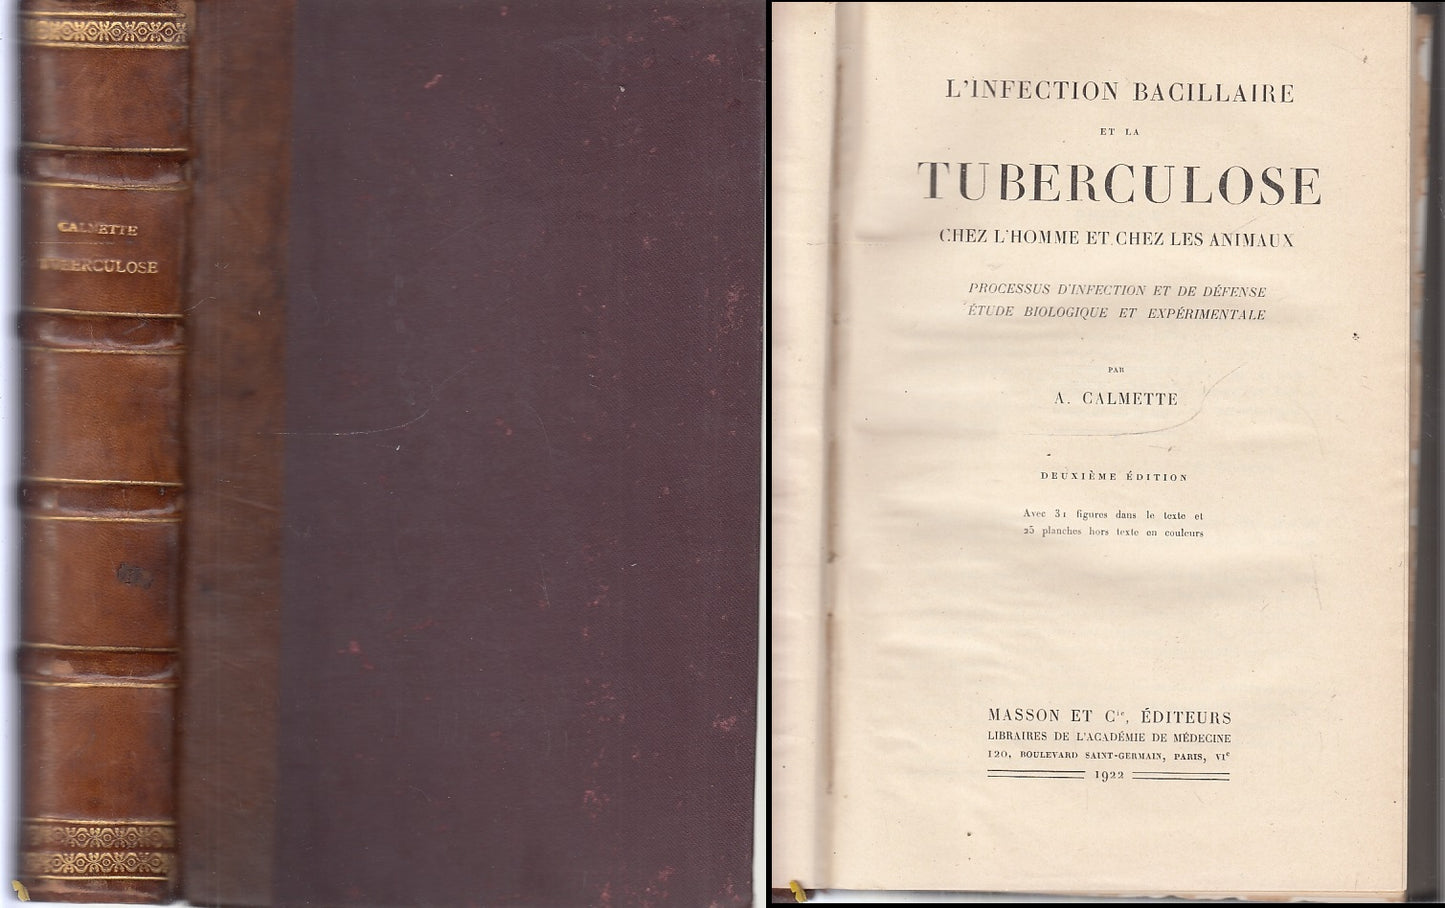 CALMETTE
TUBERCULOSE
L'INFECTION BACILLAIRE
ET LA
TUBERCULOSE
CHEZ L'HOMME ET CHEZ LES ANIMAUX
PROCESSUS D'INFECTION ET DE DÉFENSE
ÉTUDE BIOLOGIQUE ET EXPÉRIMENTALE
PAR
A. CALMETTE
DEUXIÈME ÉDITION
Avec 31 figures dans le texte et
25 planches hors texte en couleurs
MASSON ET Cie, ÉDITEURS
LIBRAIRES DE L'ACADÉMIE DE MÉDECINE
120, BOULEVARD SAINT-GERMAIN, PARIS, VIe
1922